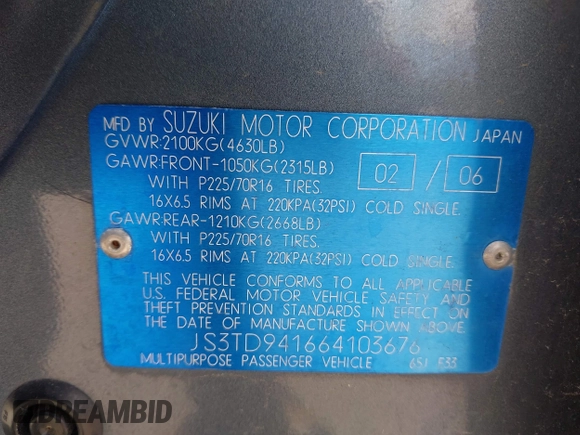 MFD BY SUZUKI MOTOR CORPORATION JAPAN
GVWR:2100KG(4630LB)
GAWR:FRONT-1050KG(2315LB) 02 / 06
WITH P225/70R16 TIRES.
16X6.5 RIMS AT 220KPA(32PSI) COLD SINGLE.
GAWR:REAR-1210KG(2668LB)
WITH P225/70R16 TIRES.
16X6.5 RIMS AT 220KPA(32PSI) COLD SINGLE.
THIS VEHICLE CONFORMS TO ALL APPLICABLE
U.S. FEDERAL MOTOR VEHICLE SAFETY AND
THEFT PREVENTION STANDARDS IN EFFECT ON
THE DATE OF MANUFACTURE SHOWN ABOVE.
JS3TD941664103676
MULTIPURPOSE PASSENGER VEHICLE 651 533
DREAMBID